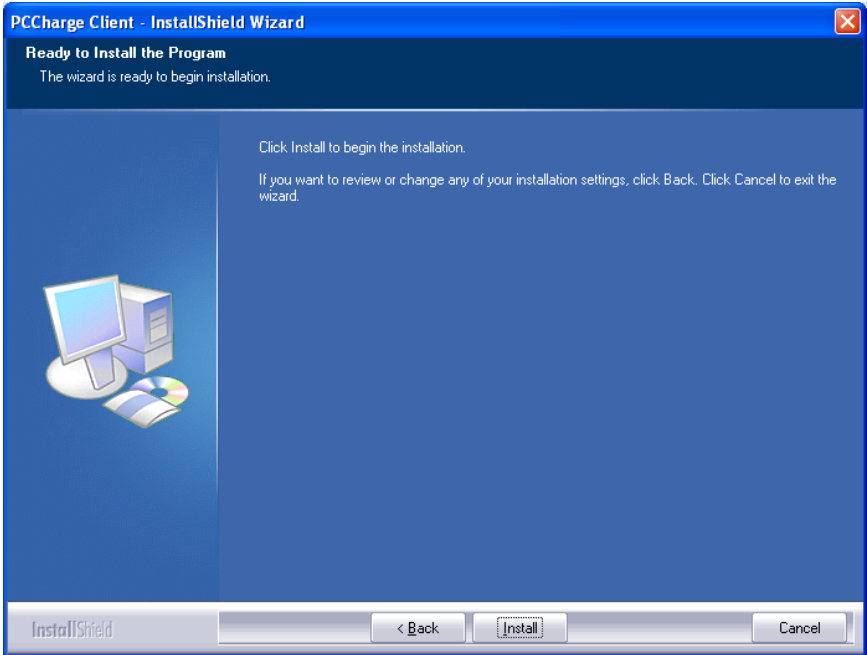 PCCharge Client - InstallShield Wizard
Ready to Install the Program
The wizard is ready to begin installation.
Click Install to begin the installation.
If you want to review or change any of your installation settings, click Back. Click Cancel to exit the
wizard.
InstallShield
< Back
Install
Cancel